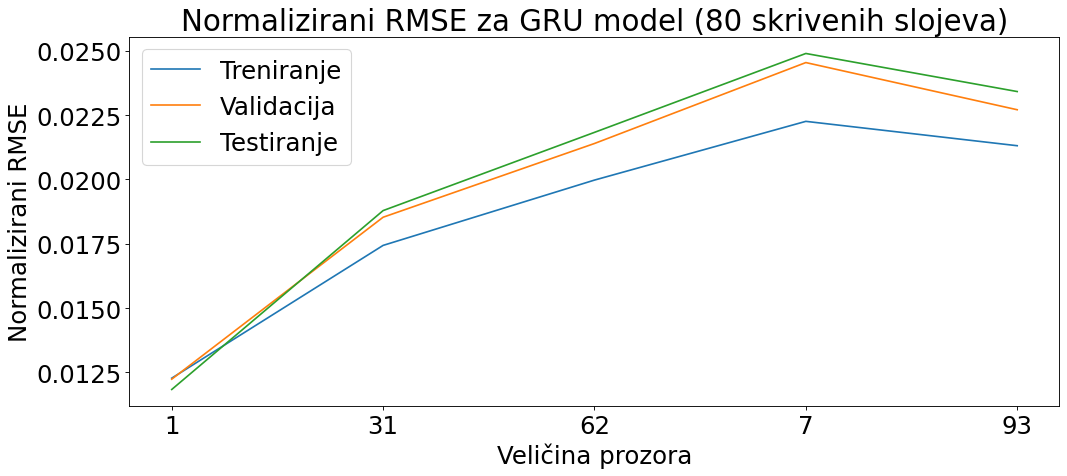 Normalizirani RMSE za GRU model (80 skrivenih slojeva)
Normalizirani RMSE
0.0250
0.0225
0.0200
0.0175
0.0150
0.0125
Treniranje
Validacija
Testiranje
1 31 62 7 93
Veličina prozora